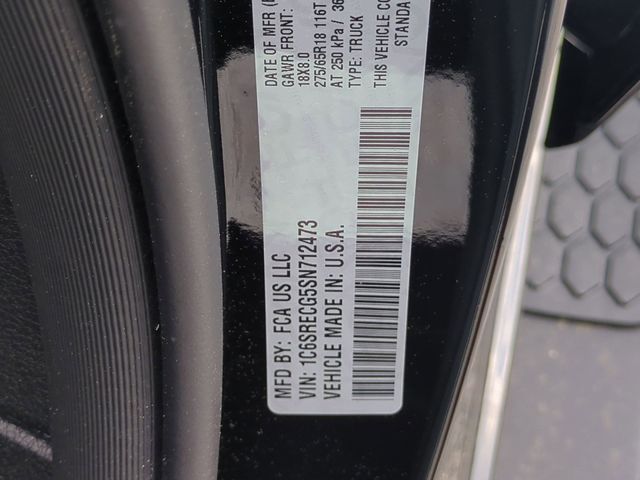 MFD BY: FCA US LLC
DATE OF MFR
VIN: 1C6SRECG5SN712473
GAWR FRONT:
VEHICLE MADE IN: U.S.A.
18X8.0
275/65R18 116T
AT 250 kPa / 36
TYPE: TRUCK
THIS VEHICLE CO
STANDA